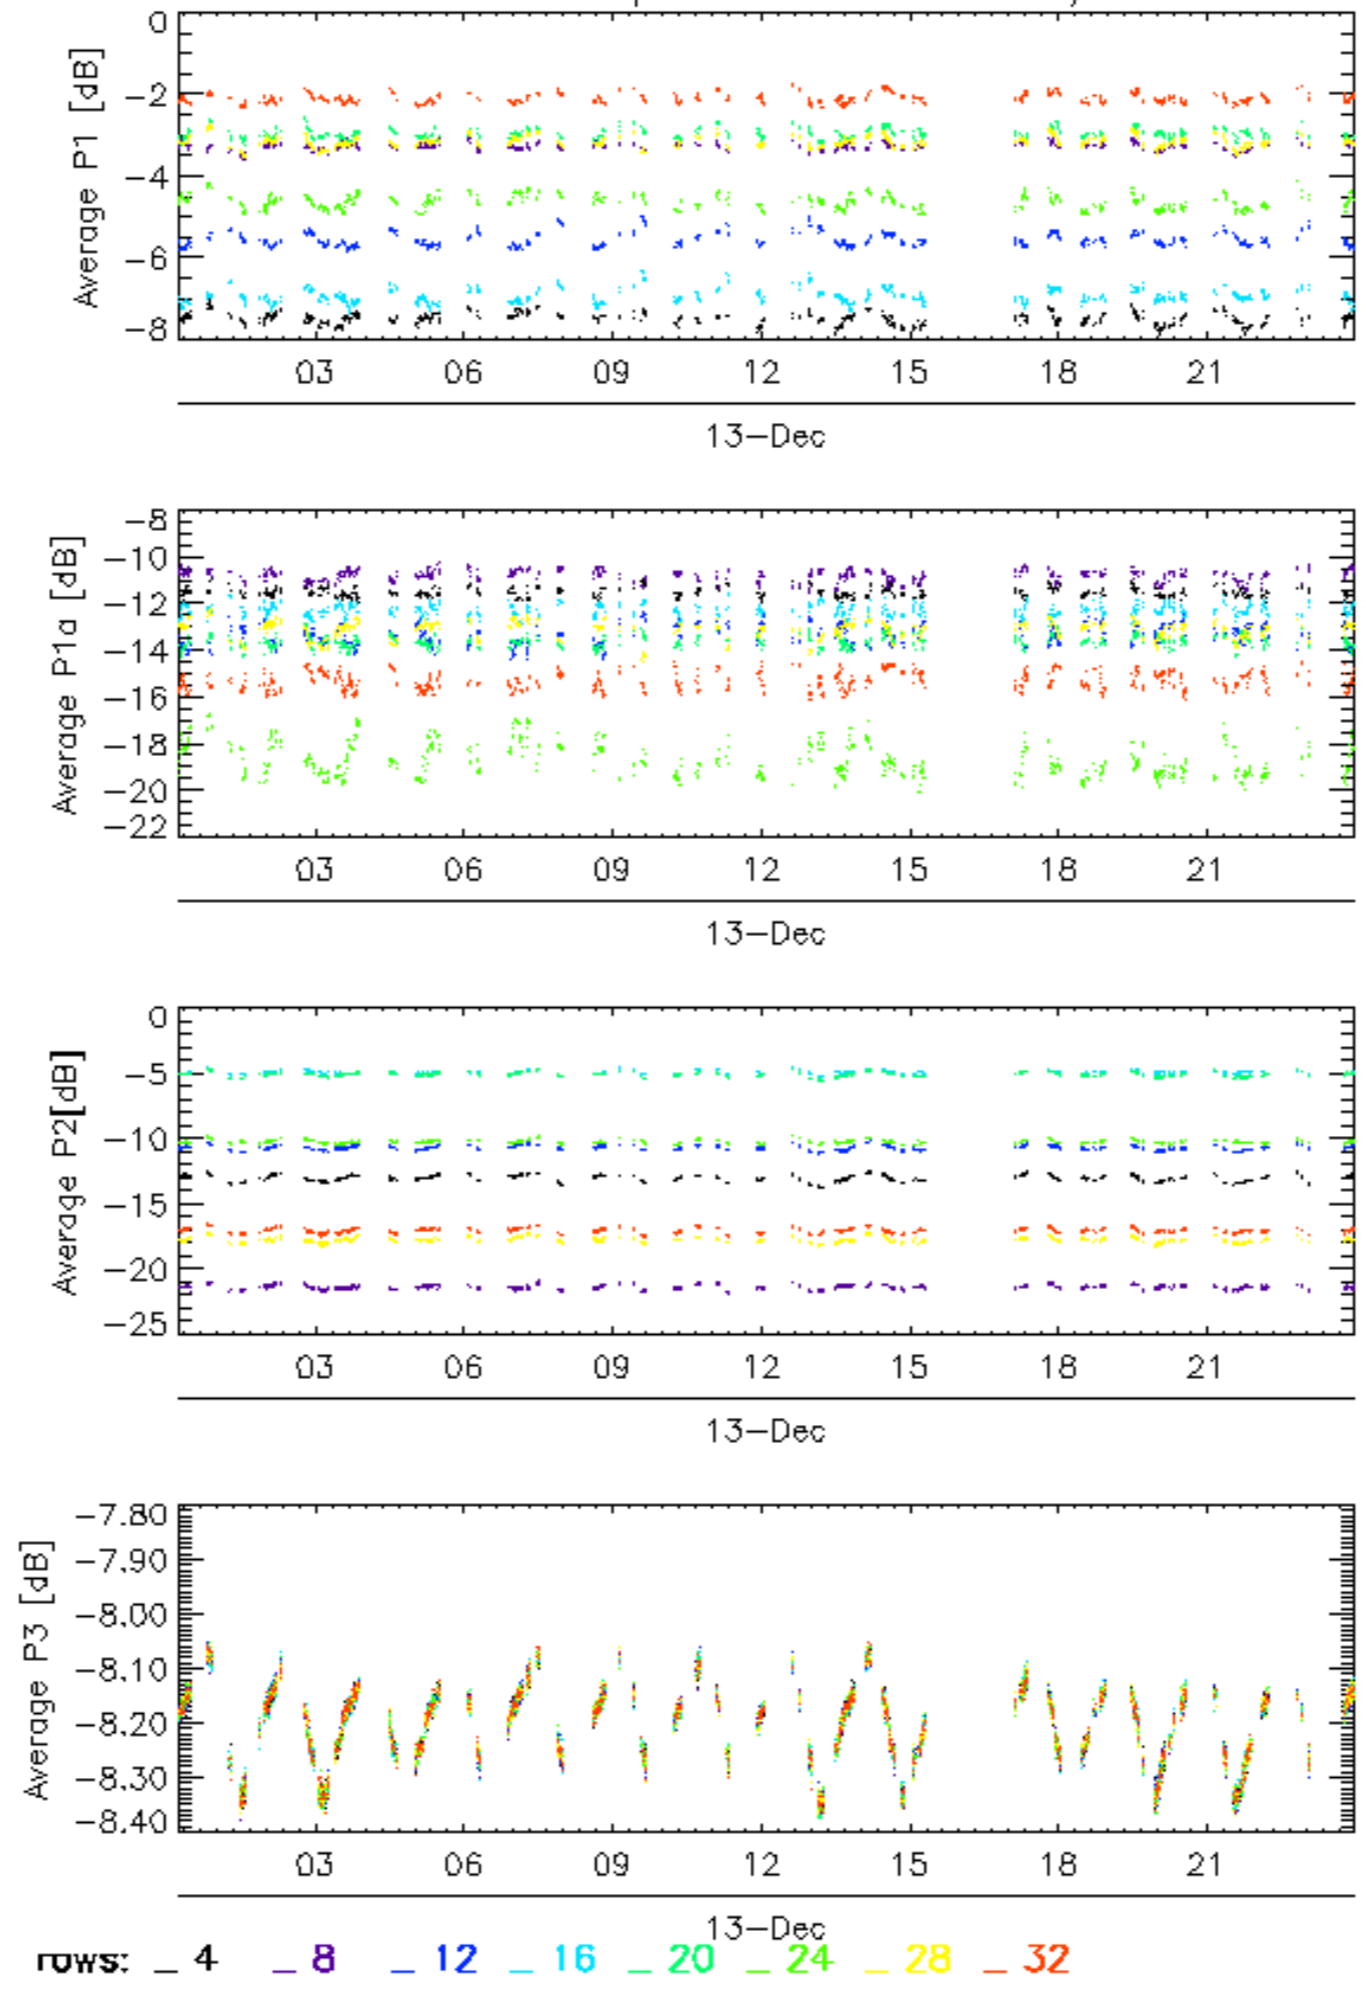 0
−2
−4
−6
−8
Average P1 [dB]
03 06 09 12 15 18 21
13−Dec
−8
−10
−12
−14
−16
−18
−20
−22
Average P1a [dB]
03 06 09 12 15 18 21
13−Dec
0
−5
−10
−15
−20
−25
Average P2[dB]
03 06 09 12 15 18 21
13−Dec
−7.80
−7.90
−8.00
−8.10
−8.20
−8.30
−8.40
Average P3 [dB]
03 06 09 12 15 18 21
13−Dec
rows: _ 4 _ 8 _ 12 _ 16 _ 20 _ 24 _ 28 _ 32